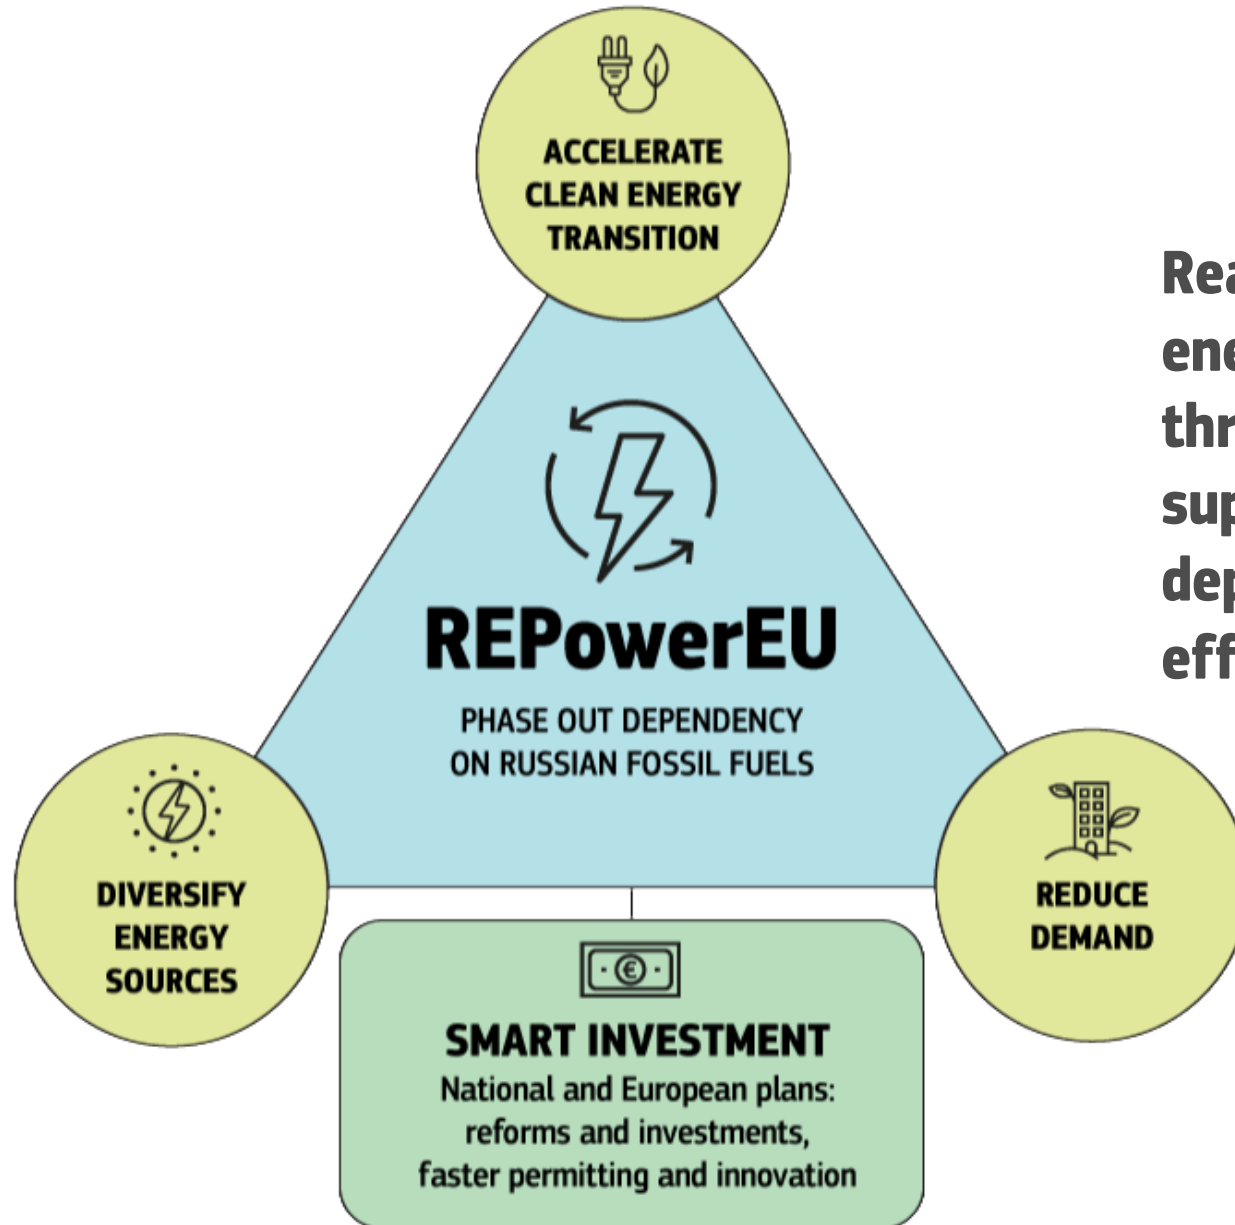 ACCELERATE
CLEAN ENERGY
TRANSITION
REPowerEU
PHASE OUT DEPENDENCY
ON RUSSIAN FOSSIL FUELS
DIVERSIFY
ENERGY
SOURCES
REDUCE
DEMAND
€
SMART INVESTMENT
National and European plans:
reforms and investments,
faster permitting and innovation